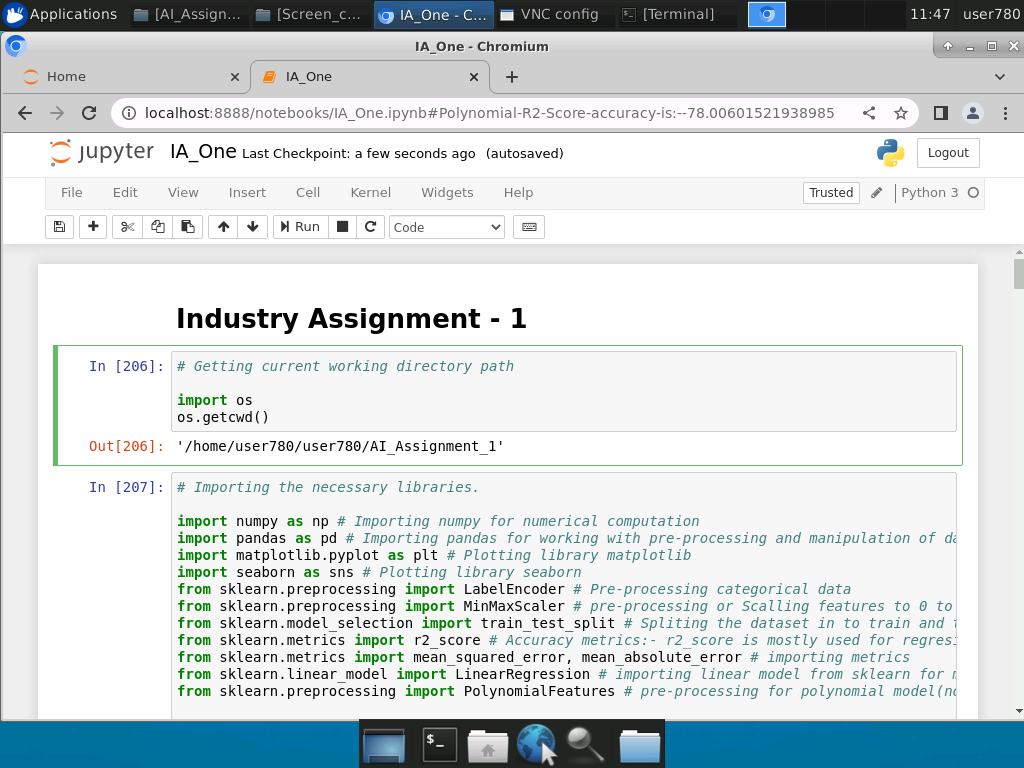 Applications [AI_Assign... [Screen_c... IA_One - C... VNC config [Terminal] 11:47 user780
IA_One - Chromium
Home IA_One
localhost:8888/notebooks/IA_One.ipynb#Polynomial-R2-Score-accuracy-is:--78.00601521938985
jupyter IA_One Last Checkpoint: a few seconds ago (autosaved) Logout
File Edit View Insert Cell Kernel Widgets Help Trusted Python 3
Run Code
Industry Assignment - 1
In [206]: # Getting current working directory path
import os
os.getcwd()
Out[206]: '/home/user780/user780/AI_Assignment_1'
In [207]: # Importing the necessary libraries.
import numpy as np # Importing numpy for numerical computation
import pandas as pd # Importing pandas for working with pre-processing and manipulation of da
import matplotlib.pyplot as plt # Plotting library matplotlib
import seaborn as sns # Plotting library seaborn
from sklearn.preprocessing import LabelEncoder # Pre-processing categorical data
from sklearn.preprocessing import MinMaxScaler # pre-processing or Scalling features to 0 to
from sklearn.model_selection import train_test_split # Spliting the dataset in to train and
from sklearn.metrics import r2_score # Accuracy metrics:- r2_score is mostly used for regres
from sklearn.metrics import mean_squared_error, mean_absolute_error # importing metrics
from sklearn.linear_model import LinearRegression # importing linear model from sklearn for
from sklearn.preprocessing import PolynomialFeatures # pre-processing for polynomial model(no